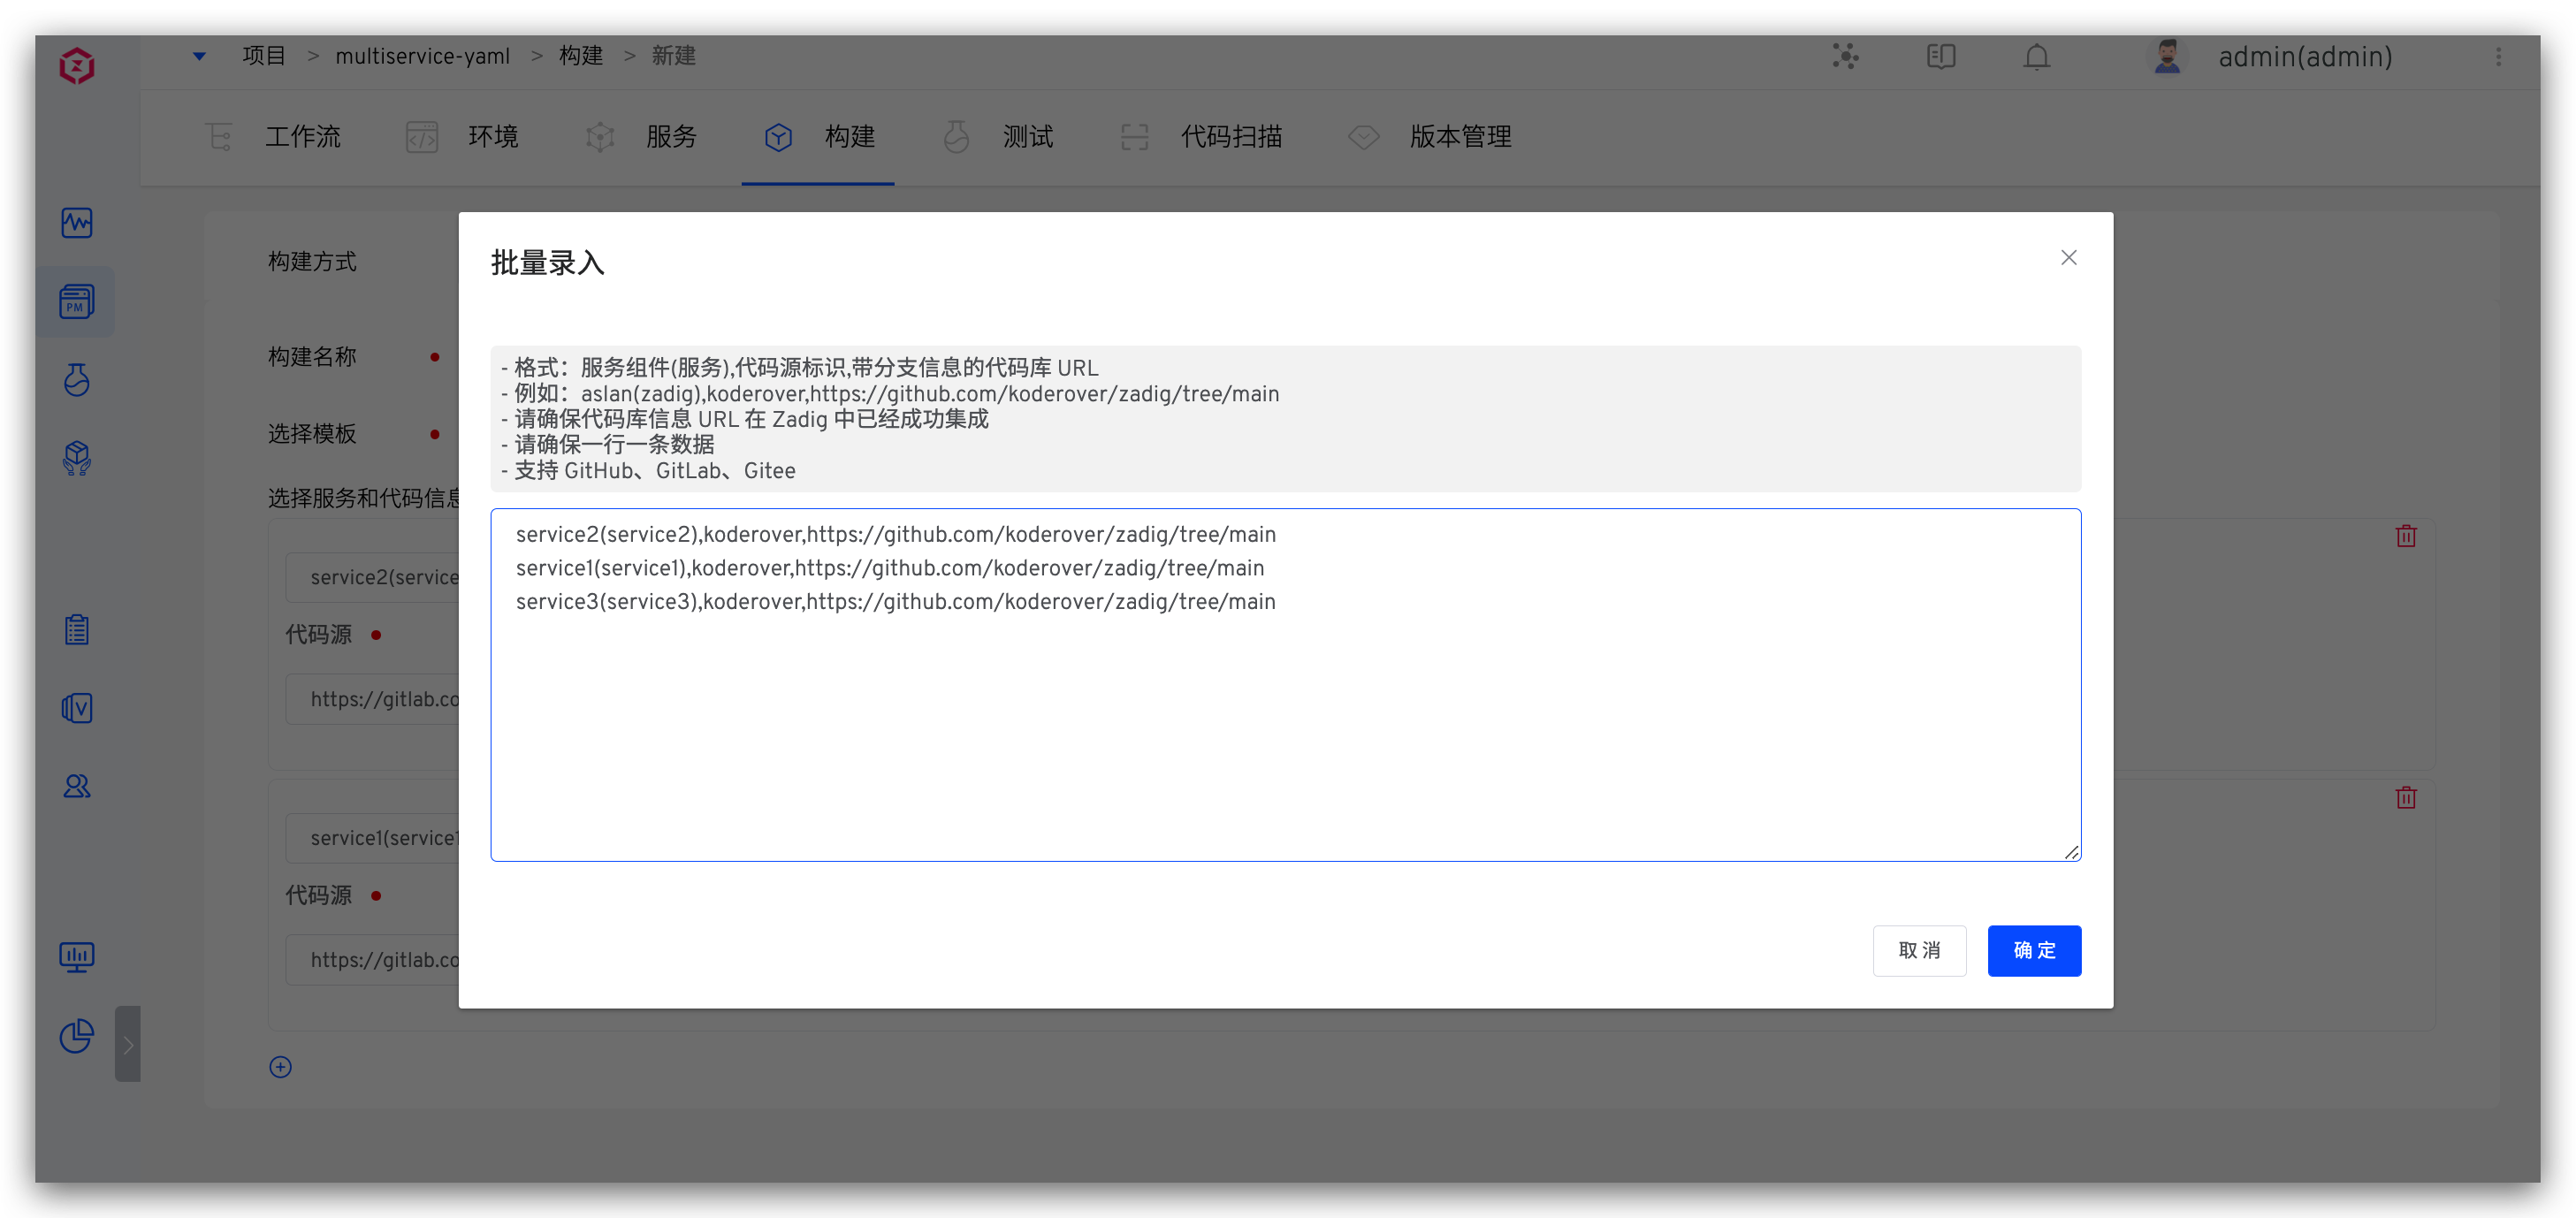 项目 > multiservice-yaml > 构建 > 新建
admin(admin)
工作流 环境 服务 构建 测试 代码扫描 版本管理
PM
构建方式
构建名称
选择模板
选择服务和代码信息
service2(service
代码源
https://gitlab.co
service1(service1
代码源
https://gitlab.co
批量录入
- 格式：服务组件(服务),代码源标识,带分支信息的代码库 URL
- 例如：aslan(zadig),koderover,https://github.com/koderover/zadig/tree/main
- 请确保代码库信息 URL 在 Zadig 中已经成功集成
- 请确保一行一条数据
- 支持 GitHub、GitLab、Gitee
service2(service2),koderover,https://github.com/koderover/zadig/tree/main
service1(service1),koderover,https://github.com/koderover/zadig/tree/main
service3(service3),koderover,https://github.com/koderover/zadig/tree/main
取消 确定